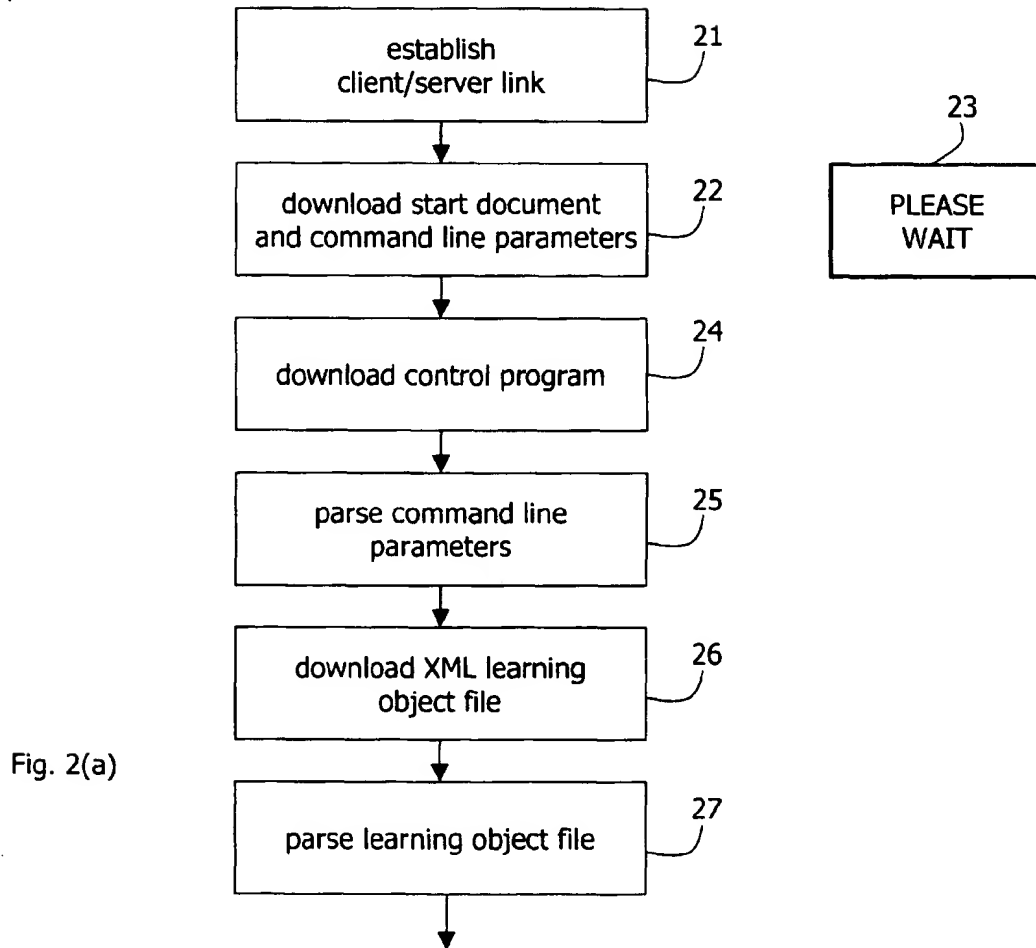 establish
client/server link
21
23
download start document
and command line parameters
22
PLEASE
WAIT
download control program
24
parse command line
parameters
25
download XML learning
object file
26
Fig. 2(a)
parse learning object file
27